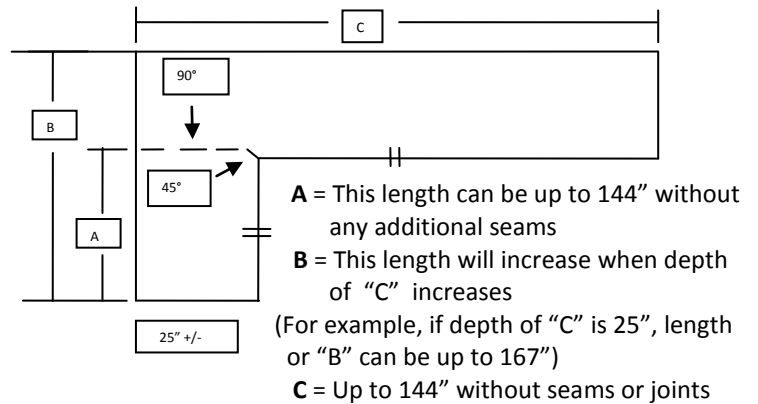 C
90°
B
45°
A
A = This length can be up to 144” without
any additional seams
B = This length will increase when depth
of “C” increases
25” +/-
(For example, if depth of “C” is 25”, length
or “B” can be up to 167”)
C = Up to 144” without seams or joints